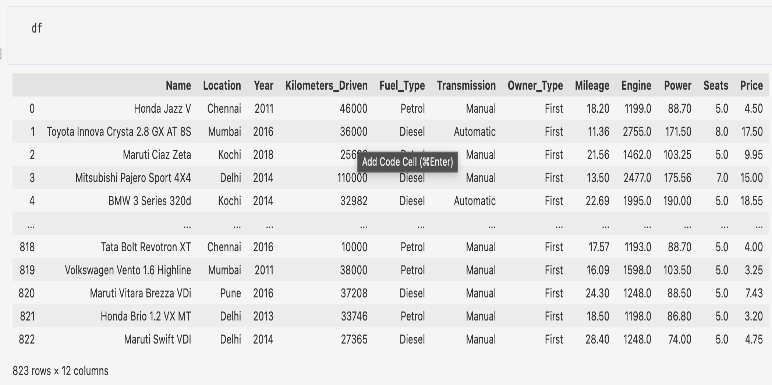 df
Name Location Year Kilometers_Driven Fuel_Type Transmission Owner_Type Mileage Engine Power Seats Price
0 Honda Jazz V Chennai 2011 46000 Petrol Manual First 18.20 1199.0 88.70 5.0 4.50
1 Toyota Innova Crysta 2.8 GX AT 8S Mumbai 2016 36000 Diesel Automatic First 11.36 2755.0 171.50 8.0 17.50
2 Maruti Ciaz Zeta Kochi 2018 Manual First 21.56 1462.0 103.25 5.0 9.95
Add Code Cell (⌘Enter)
3 Mitsubishi Pajero Sport 4X4 Delhi 2014 110000 Diesel Manual First 13.50 2477.0 175.56 7.0 15.00
4 BMW 3 Series 320d Kochi 2014 32982 Diesel Automatic First 22.69 1995.0 190.00 5.0 18.55
... ... ... ... ... ... ... ... ... ... ... ... ...
818 Tata Bolt Revotron XT Chennai 2016 10000 Petrol Manual First 17.57 1193.0 88.70 5.0 4.00
819 Volkswagen Vento 1.6 Highline Mumbai 2011 38000 Petrol Manual First 16.09 1598.0 103.50 5.0 3.25
820 Maruti Vitara Brezza VDi Pune 2016 37208 Diesel Manual First 24.30 1248.0 88.50 5.0 7.43
821 Honda Brio 1.2 VX MT Delhi 2013 33746 Petrol Manual First 18.50 1198.0 86.80 5.0 3.20
822 Maruti Swift VDI Delhi 2014 27365 Diesel Manual First 28.40 1248.0 74.00 5.0 4.75
823 rows × 12 columns